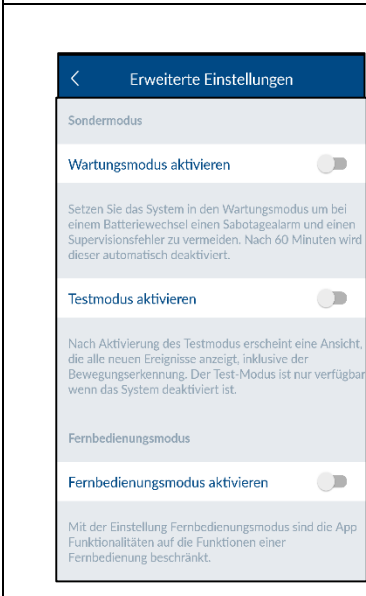 Erweiterte Einstellungen
Sondermodus
Wartungsmodus aktivieren
Setzen Sie das System in den Wartungsmodus um bei
einem Batteriewechsel einen Sabotagealarm und einen
Supervisionsfehler zu vermeiden. Nach 60 Minuten wird
dieser automatisch deaktiviert.
Testmodus aktivieren
Nach Aktivierung des Testmodus erscheint eine Ansicht,
die alle neuen Ereignisse anzeigt, inklusive der
Bewegungserkennung. Der Test-Modus ist nur verfügbar
wenn das System deaktiviert ist.
Fernbedienungsmodus
Fernbedienungsmodus aktivieren
Mit der Einstellung Fernbedienungsmodus sind die App
Funktionalitäten auf die Funktionen einer
Fernbedienung beschränkt.